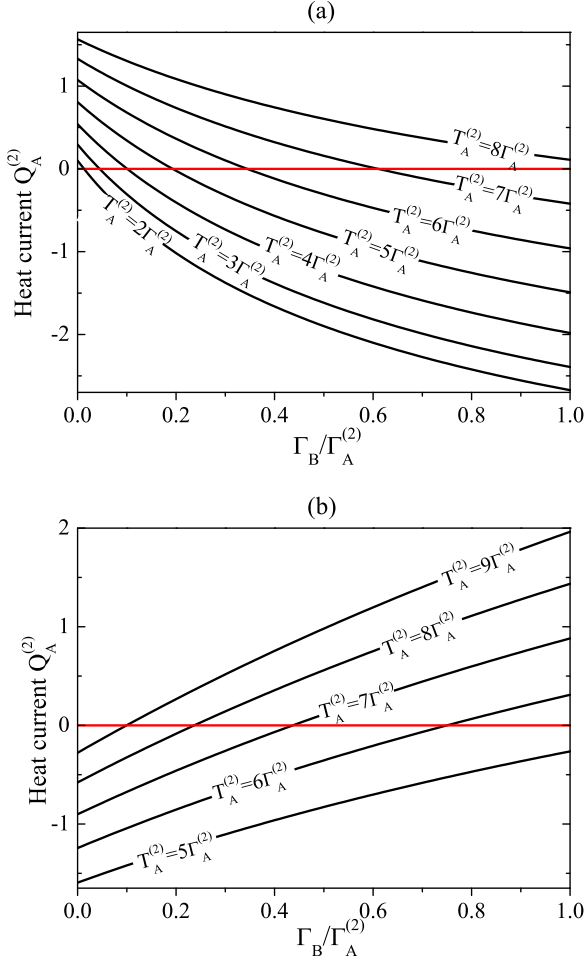 (a)
Heat current Q_A^(2)
1
0
-1
-2
T_A^(2)=8Γ_A^(2)
T_A^(2)=7Γ_A^(2)
T_A^(2)=6Γ_A^(2)
T_A^(2)=5Γ_A^(2)
T_A^(2)=4Γ_A^(2)
T_A^(2)=3Γ_A^(2)
T_A^(2)=2Γ_A^(2)
0.0 0.2 0.4 0.6 0.8 1.0
Γ_B/Γ_A^(2)
(b)
Heat current Q_A^(2)
2
1
0
-1
T_A^(2)=9Γ_A^(2)
T_A^(2)=8Γ_A^(2)
T_A^(2)=7Γ_A^(2)
T_A^(2)=6Γ_A^(2)
T_A^(2)=5Γ_A^(2)
0.0 0.2 0.4 0.6 0.8 1.0
Γ_B/Γ_A^(2)